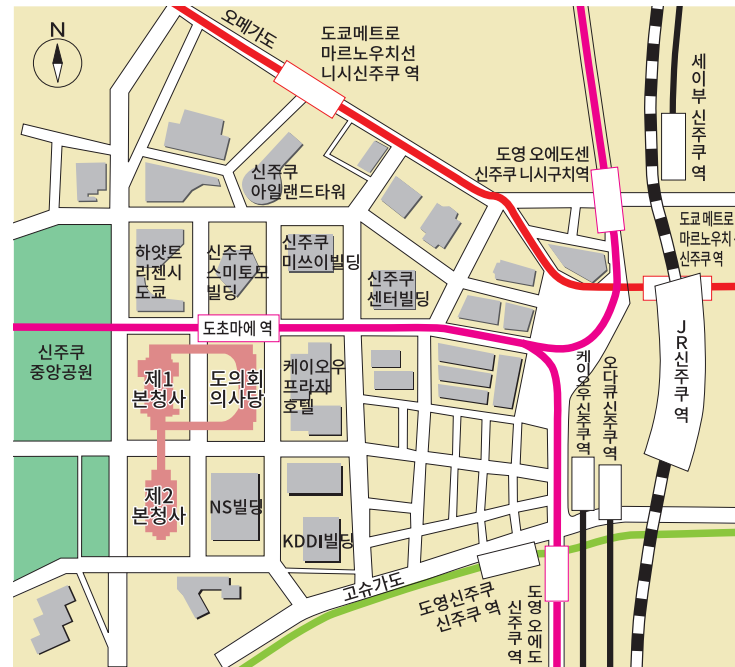 N
오메가도
도쿄메트로
마르노우치선
니시신주쿠 역
세이부 신주쿠 역
도영 오에도센
신주쿠 니시구치역
신주쿠
아일랜드타워
도쿄 메트로
마르노우치 선
신주쿠 역
하얏트
리젠시
도쿄
신주쿠
스미토모
빌딩
신주쿠
미쓰이빌딩
신주쿠
센터빌딩
도초마에 역
JR신주쿠 역
신주쿠
중앙공원
제1
본청사
도의회
의사당
케이오우
프라자
호텔
케이오우 신주쿠역
오다큐 신주쿠역
제2
본청사
NS빌딩
KDDI빌딩
고슈가도
도영신주쿠
신주쿠 역
도영 오에도
신주쿠 역